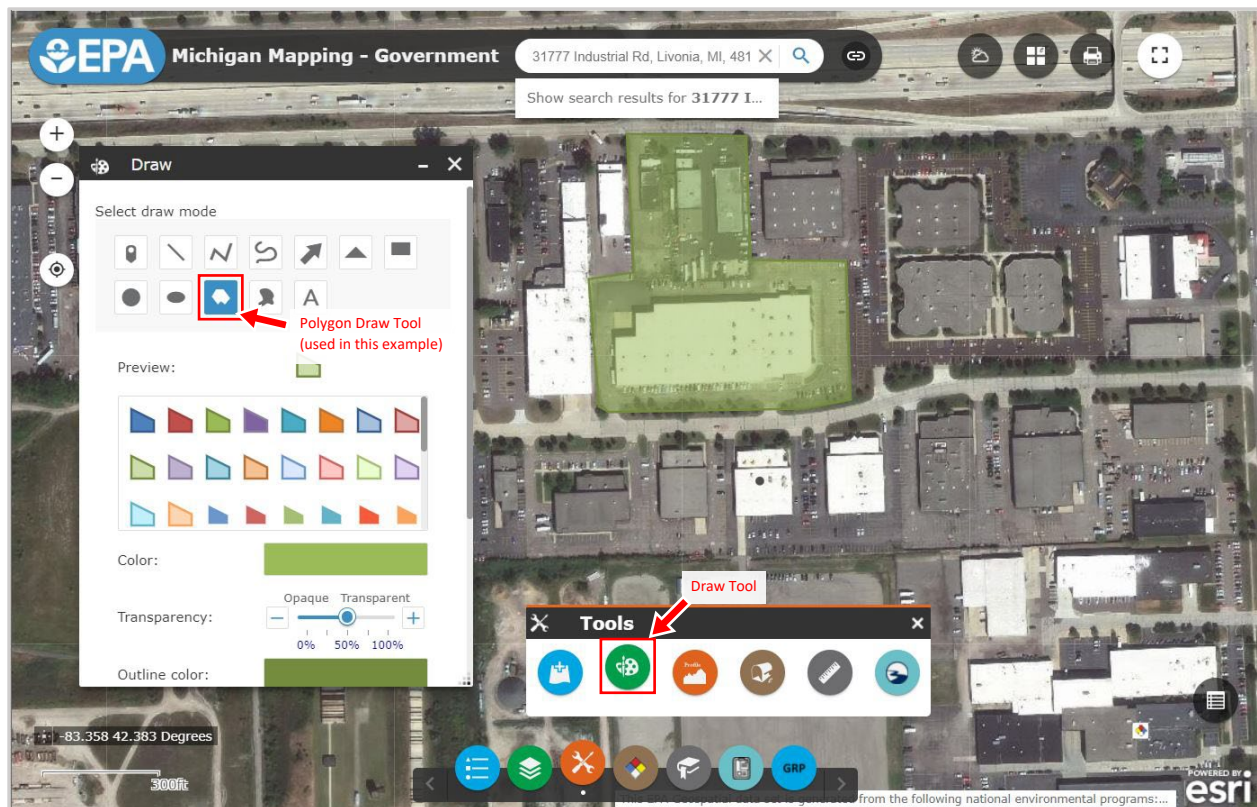 EPA Michigan Mapping - Government
31777 Industrial Rd, Livonia, MI, 481
Show search results for 31777 I...
Draw
Select draw mode
A
Polygon Draw Tool
(used in this example)
Preview:
Color:
Opaque Transparent
Transparency:
0% 50% 100%
Outline color:
Draw Tool
Tools
Profile
-83.358 42.383 Degrees
300ft
GRP
from the following national environmental programs:...
POWERED BY
esri